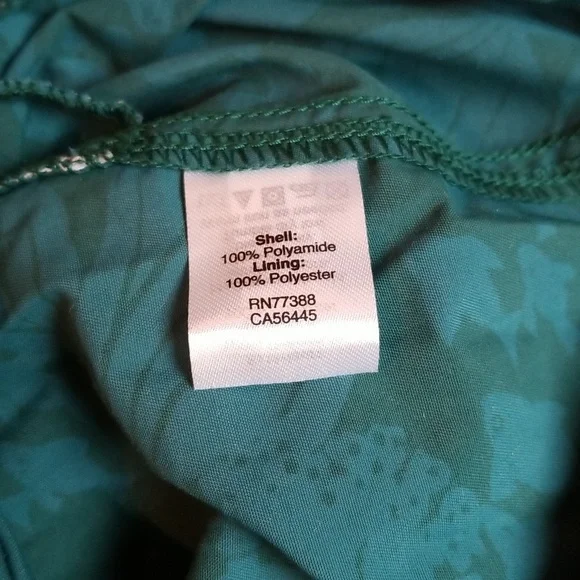 Shell:
100% Polyamide
Lining:
100% Polyester
RN77388
CA56445